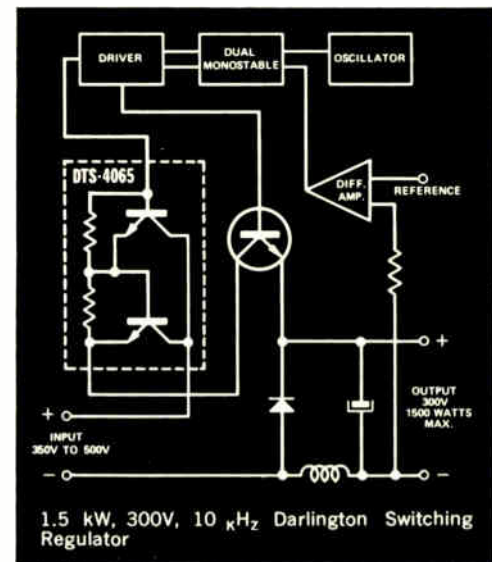 DRIVER
DUAL
MONOSTABLE
OSCILLATOR
DTS-4065
DIFF.
AMP.
REFERENCE
+
+
INPUT
350V TO 500V
OUTPUT
300V
1500 WATTS
MAX.
−
−
1.5 kW, 300V, 10 KHZ Darlington Switching
Regulator